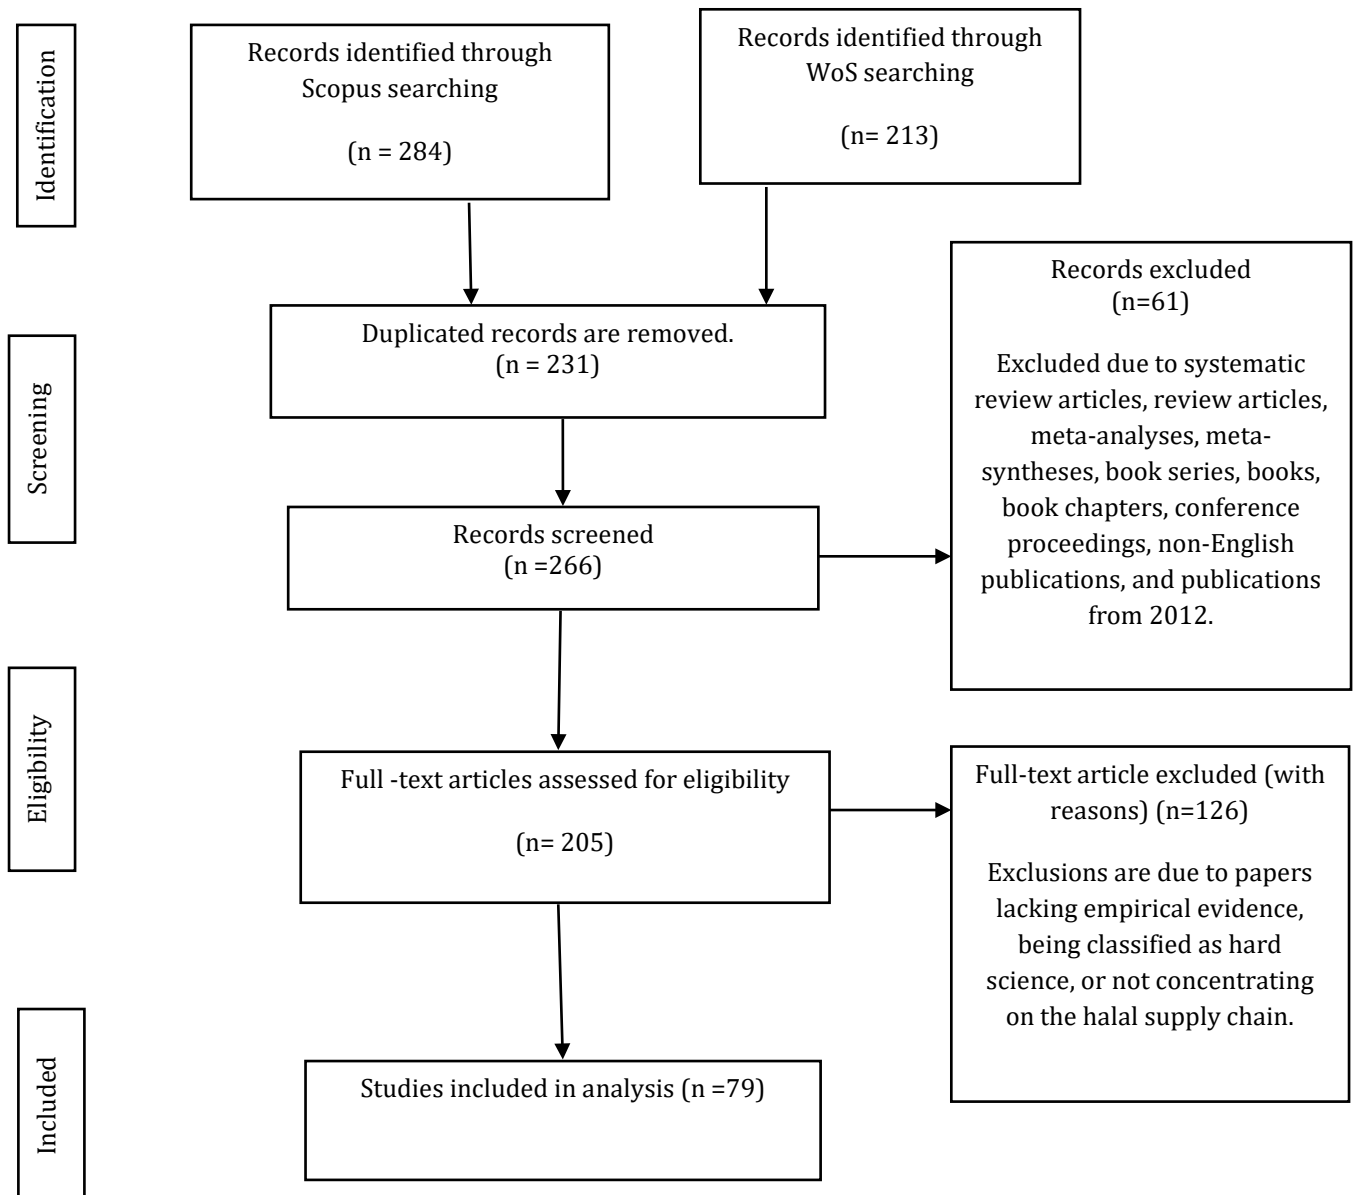 Identification
Records identified through
Scopus searching
(n = 284)
Records identified through
WoS searching
(n= 213)
Screening
Duplicated records are removed.
(n = 231)
Records screened
(n =266)
Records excluded
(n=61)
Excluded due to systematic
review articles, review articles,
meta-analyses, meta-
syntheses, book series, books,
book chapters, conference
proceedings, non-English
publications, and publications
from 2012.
Eligibility
Full -text articles assessed for eligibility
(n= 205)
Full-text article excluded (with
reasons) (n=126)
Exclusions are due to papers
lacking empirical evidence,
being classified as hard
science, or not concentrating
on the halal supply chain.
Included
Studies included in analysis (n =79)